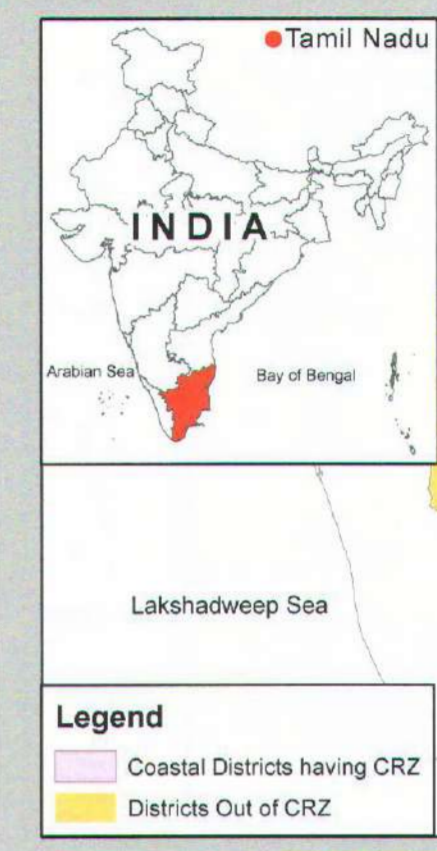 Tamil Nadu
INDIA
Arabian Sea
Bay of Bengal
Lakshadweep Sea
Legend
Coastal Districts having CRZ
Districts Out of CRZ